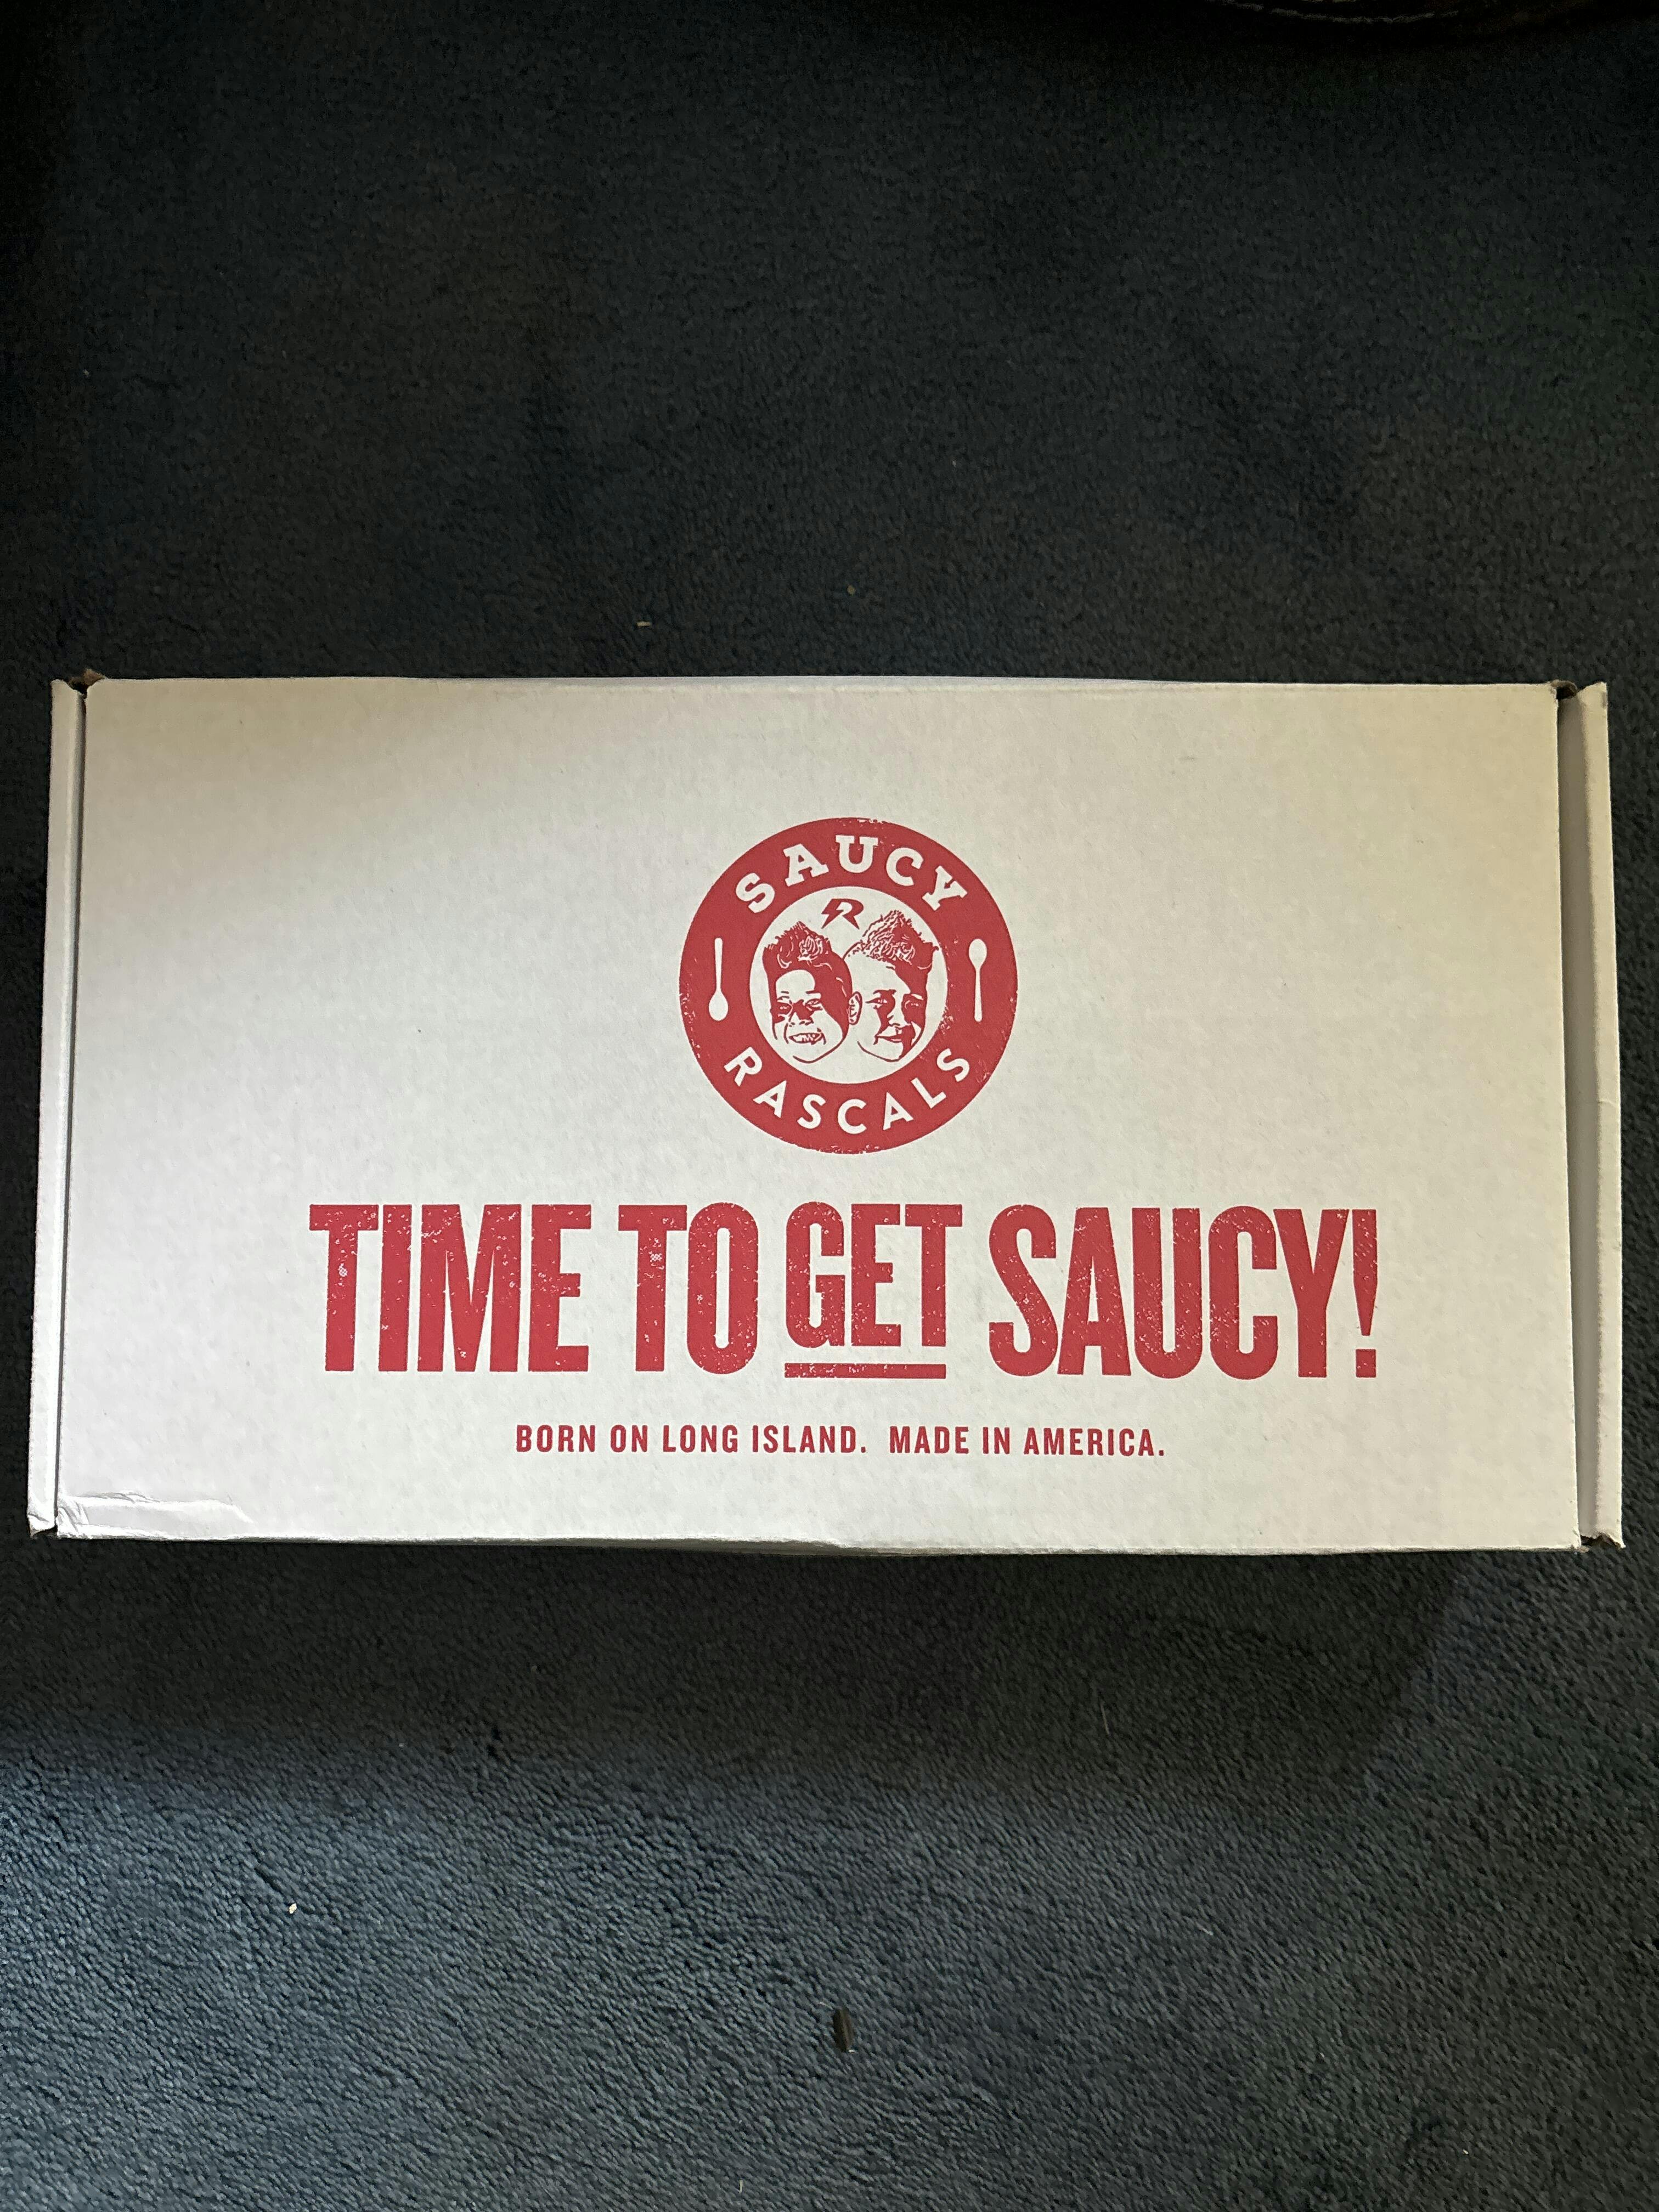 SAUCY
R
RASCALS
TIME TO GET SAUCY!
BORN ON LONG ISLAND. MADE IN AMERICA.